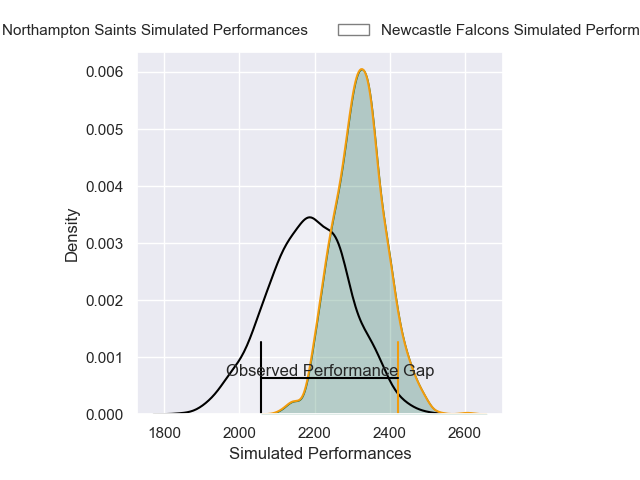 Northampton Saints Simulated Performances Newcastle Falcons Simulated Perform
0.006
0.005
0.004
0.003
0.002
0.001
0.000
Density
Observed Performance Gap
1800 2000 2200 2400 2600
Simulated Performances